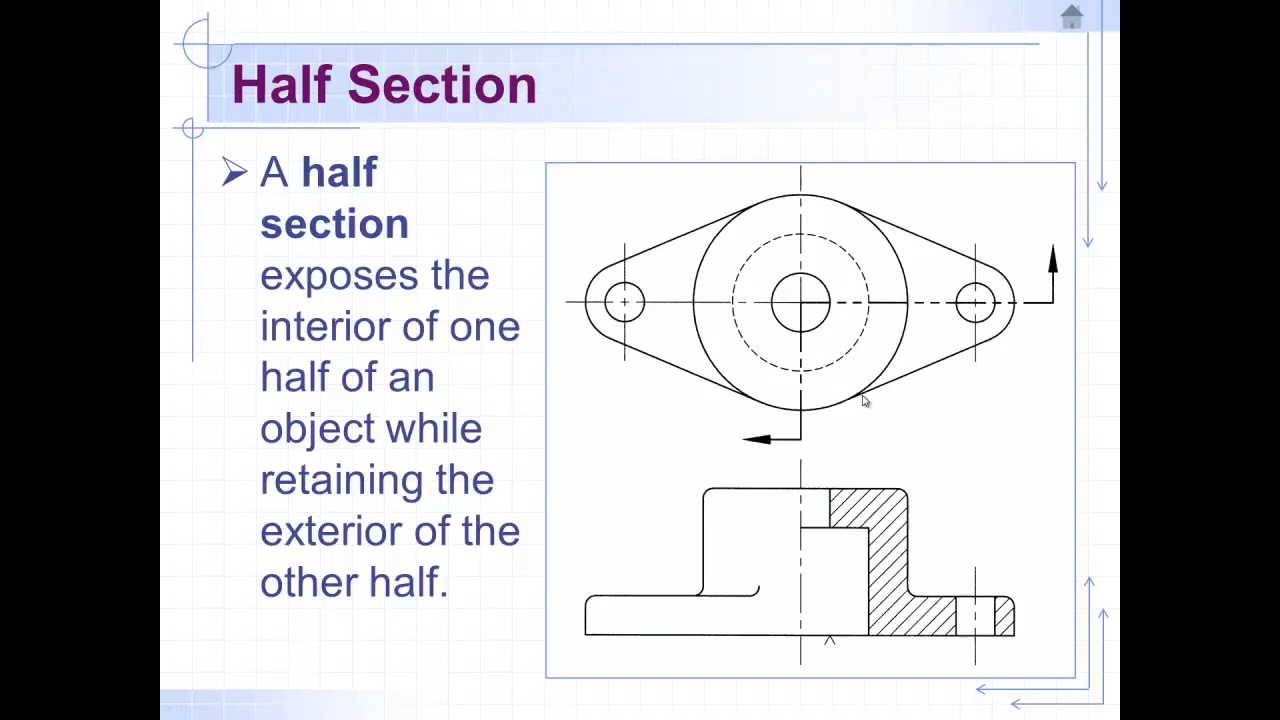 Half Section
A half
section
exposes the
interior of one
half of an
object while
retaining the
exterior of the
other half.